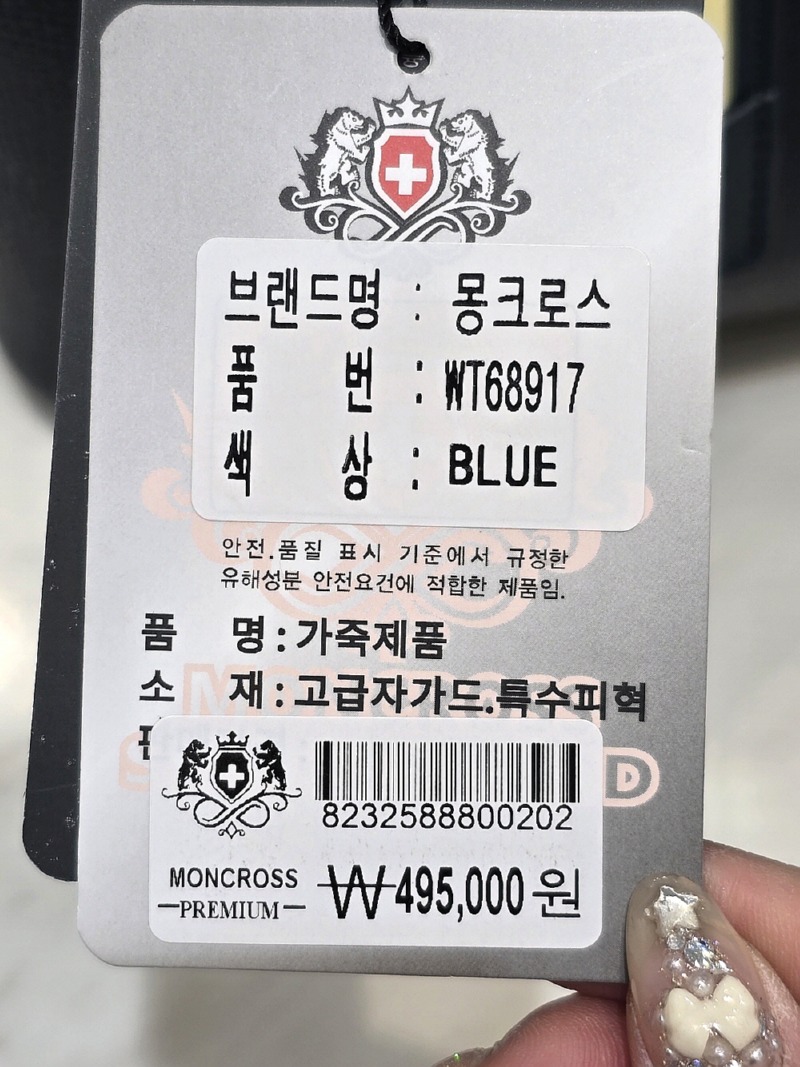 브랜드명 : 몽크로스
품 번 : WT68917
색 상 : BLUE
안전.품질 표시 기준에서 규정한
유해성분 안전요건에 적합한 제품임.
품 명 : 가죽제품
소 재 : 고급자가드.특수피혁
8232588800202
MONCROSS
PREMIUM
₩495,000원